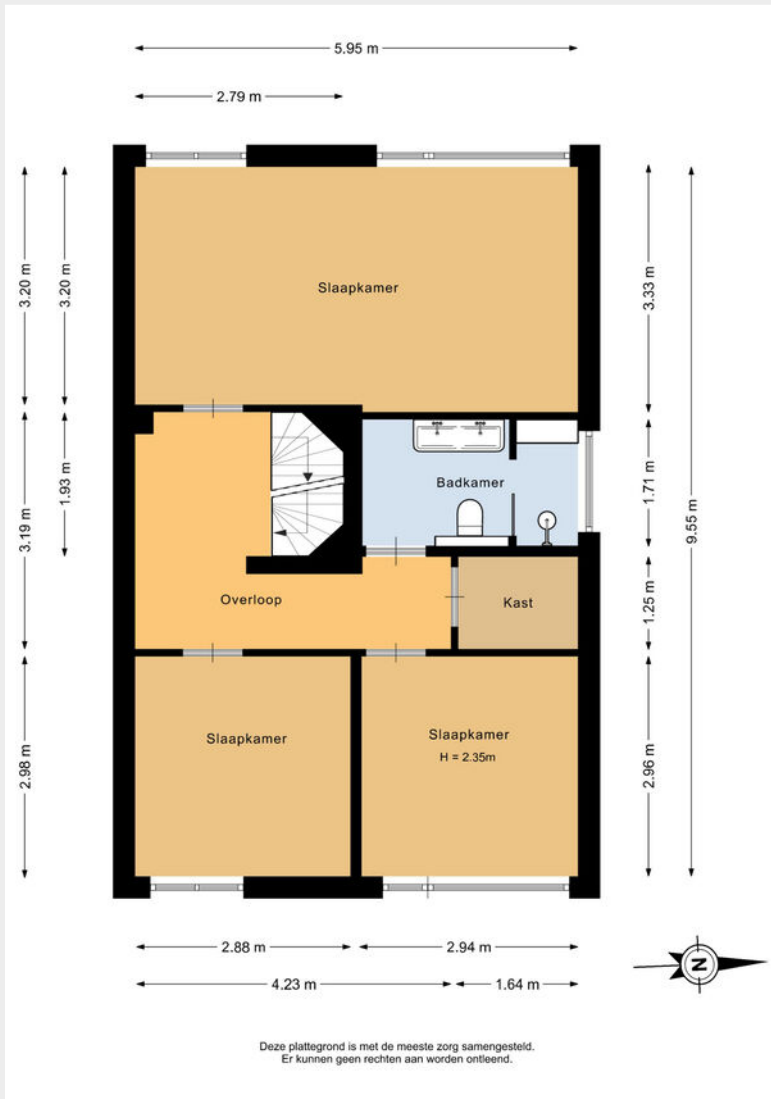 5.95 m
2.79 m
3.20 m
3.20 m
3.33 m
Slaapkamer
3.19 m
1.93 m
1.71 m
9.55 m
Badkamer
Overloop
Kast
1.25 m
Slaapkamer
Slaapkamer
H = 2.35m
2.98 m
2.96 m
2.88 m
2.94 m
4.23 m
1.64 m
N
Deze plattegrond is met de meeste zorg samengesteld.
Er kunnen geen rechten aan worden ontleend.